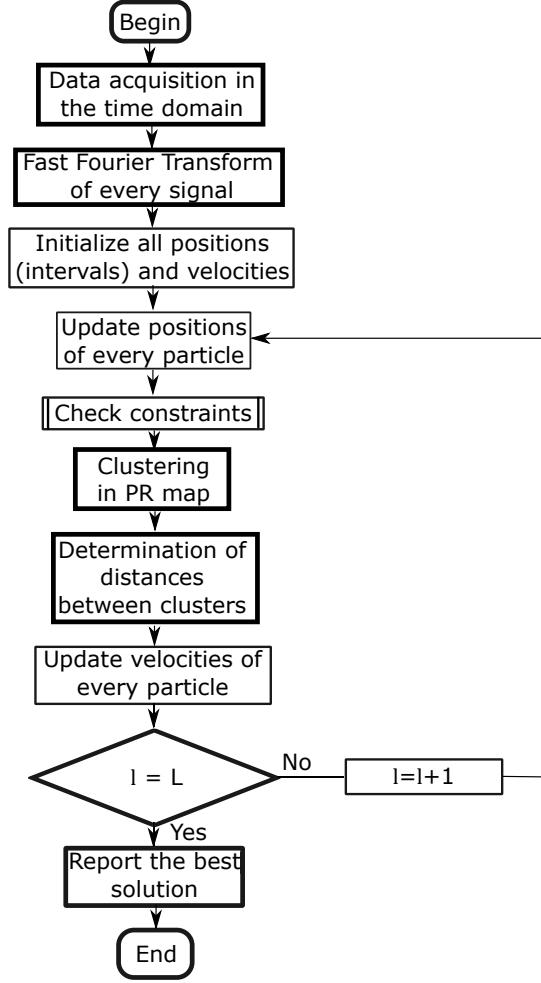 Begin
Data acquisition in
the time domain
Fast Fourier Transform
of every signal
Initialize all positions
(intervals) and velocities
Update positions
of every particle
Check constraints
Clustering
in PR map
Determination of
distances
between clusters
Update velocities of
every particle
l = L
No
l=l+1
Yes
Report the best
solution
End